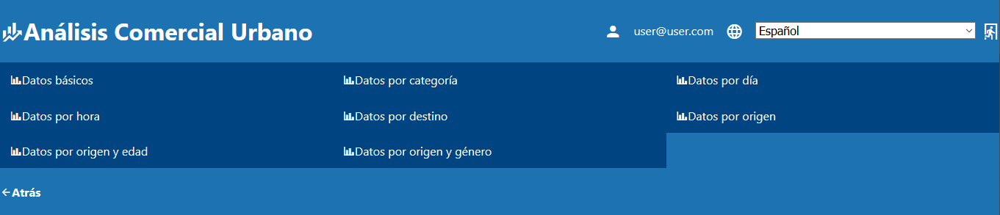 Análisis Comercial Urbano
user@user.com
Español
Datos básicos
Datos por categoría
Datos por día
Datos por hora
Datos por destino
Datos por origen
Datos por origen y edad
Datos por origen y género
Atrás